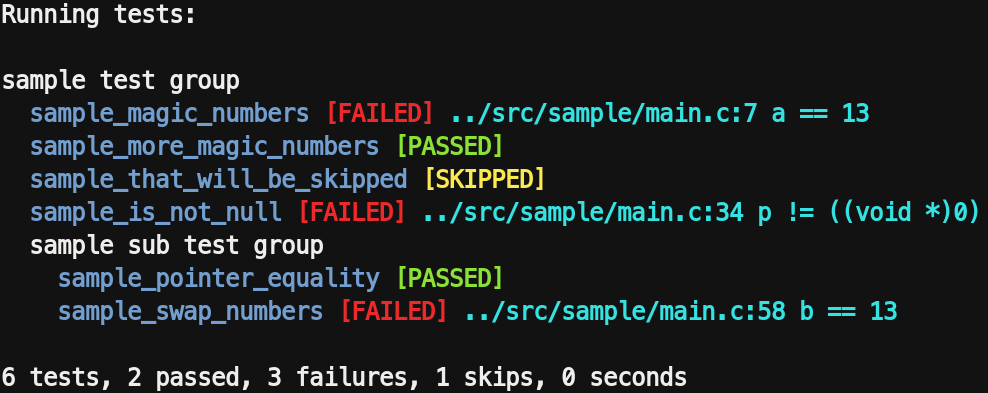 Running tests:

sample test group
  sample_magic_numbers [FAILED] ../src/sample/main.c:7 a == 13
  sample_more_magic_numbers [PASSED]
  sample_that_will_be_skipped [SKIPPED]
  sample_is_not_null [FAILED] ../src/sample/main.c:34 p != ((void *)0)
  sample sub test group
    sample_pointer_equality [PASSED]
    sample_swap_numbers [FAILED] ../src/sample/main.c:58 b == 13

6 tests, 2 passed, 3 failures, 1 skips, 0 seconds